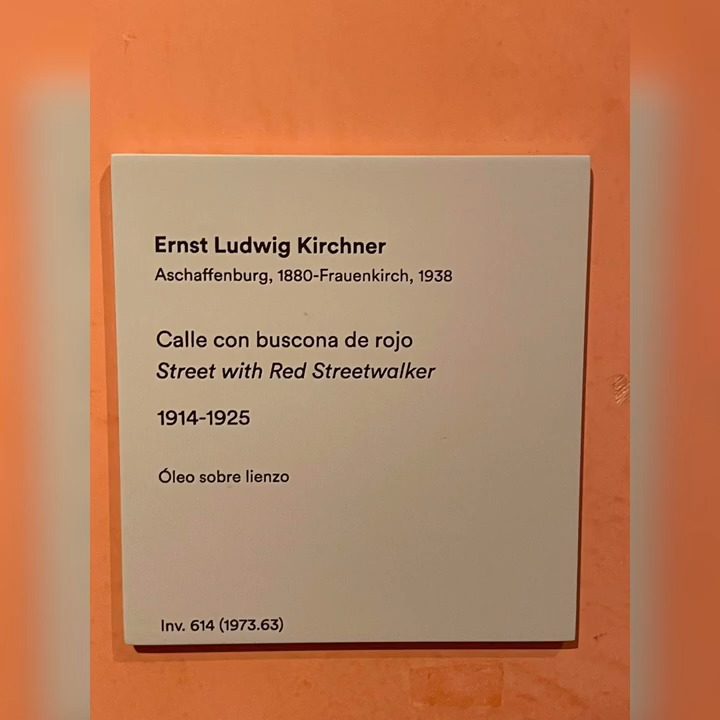 Ernst Ludwig Kirchner
Aschaffenburg, 1880-Frauenkirch, 1938
Calle con buscona de rojo
Street with Red Streetwalker
1914-1925
Óleo sobre lienzo
Inv. 614 (1973.63)